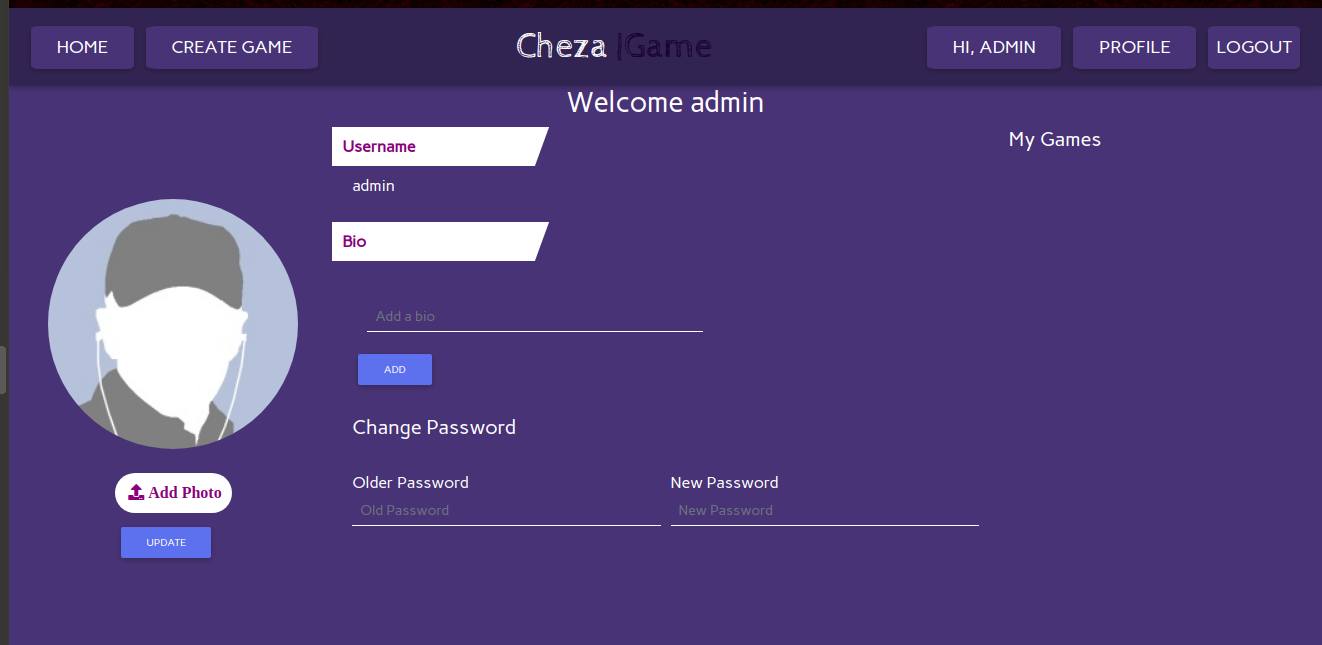 HOME CREATE GAME Cheza |Game HI, ADMIN PROFILE LOGOUT
Welcome admin
Username
admin
Bio
Add a bio
ADD
Change Password
Older Password New Password
Old Password New Password
My Games
Add Photo
UPDATE